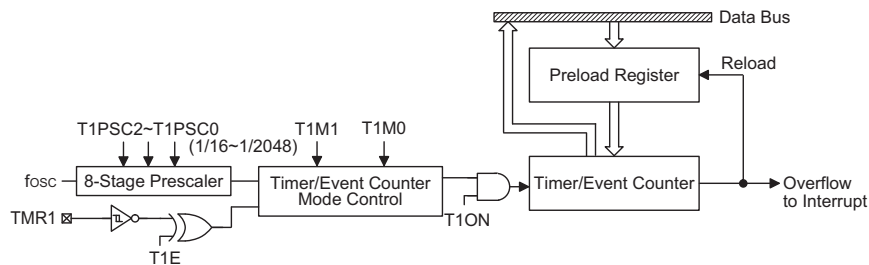 Data Bus
Preload Register
Reload
T1PSC2~T1PSC0
(1/16~1/2048)
T1M1
T1M0
fOSC
8-Stage Prescaler
Timer/Event Counter
Mode Control
Timer/Event Counter
Overflow
to Interrupt
TMR1
T1ON
T1E